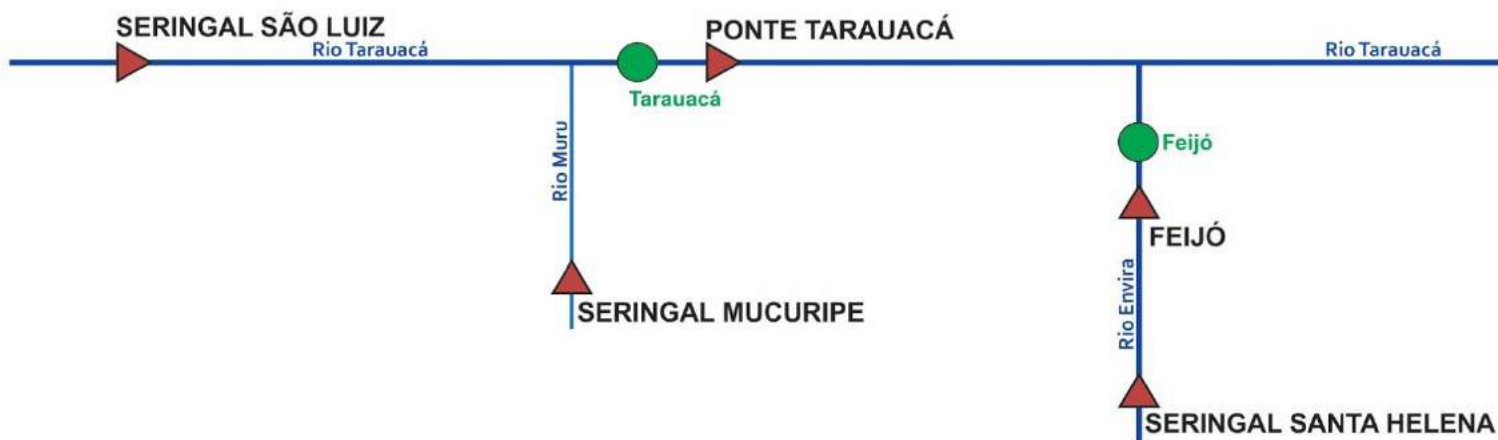 SERINGAL SÃO LUIZ
PONTE TARAUACÁ
Rio Tarauacá
Rio Tarauacá
Tarauacá
Feijó
Rio Muru
FEIJÓ
Rio Envira
SERINGAL MUCURIPE
SERINGAL SANTA HELENA